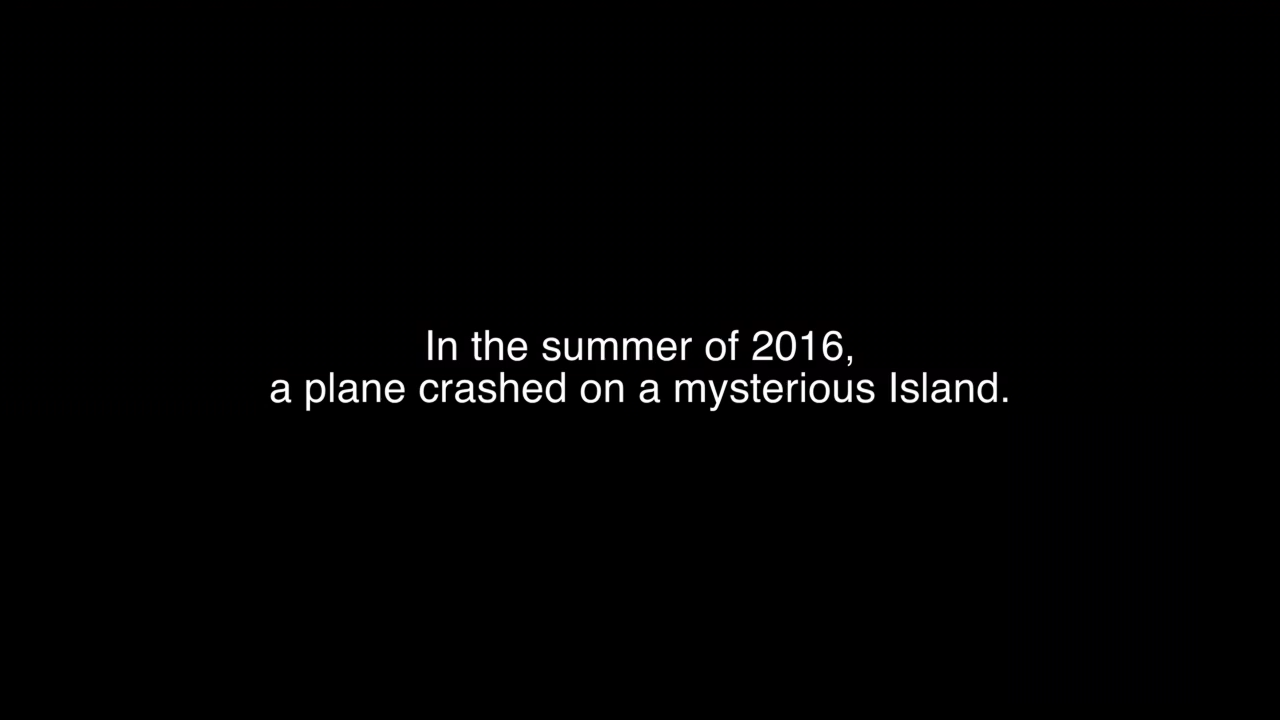 In the summer of 2016,
a plane crashed on a mysterious Island.